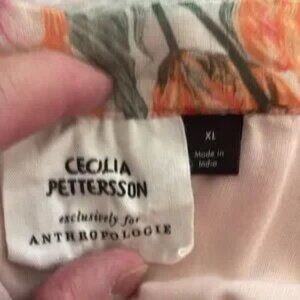 CECILIA
PETTERSSON
exclusively for
ANTHROPOLOGIE
XL
Made in
India